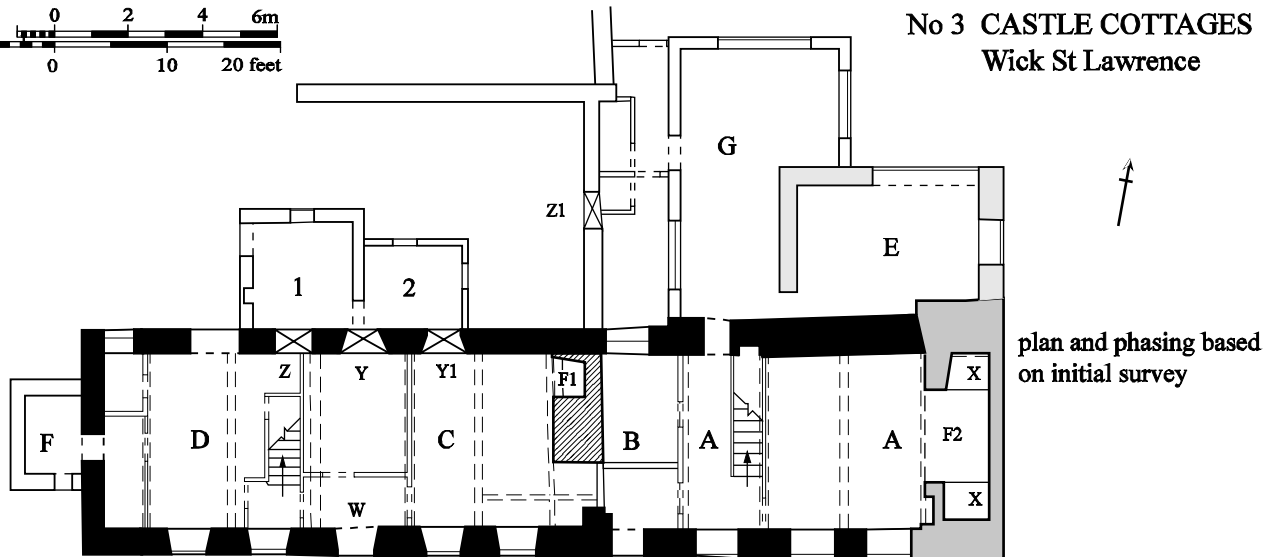 0 2 4 6m
0 10 20 feet
No 3 CASTLE COTTAGES
Wick St Lawrence
G
Z1
E
1 2
plan and phasing based
on initial survey
Z Y Y1 F1 X
F D C B A A F2
W X